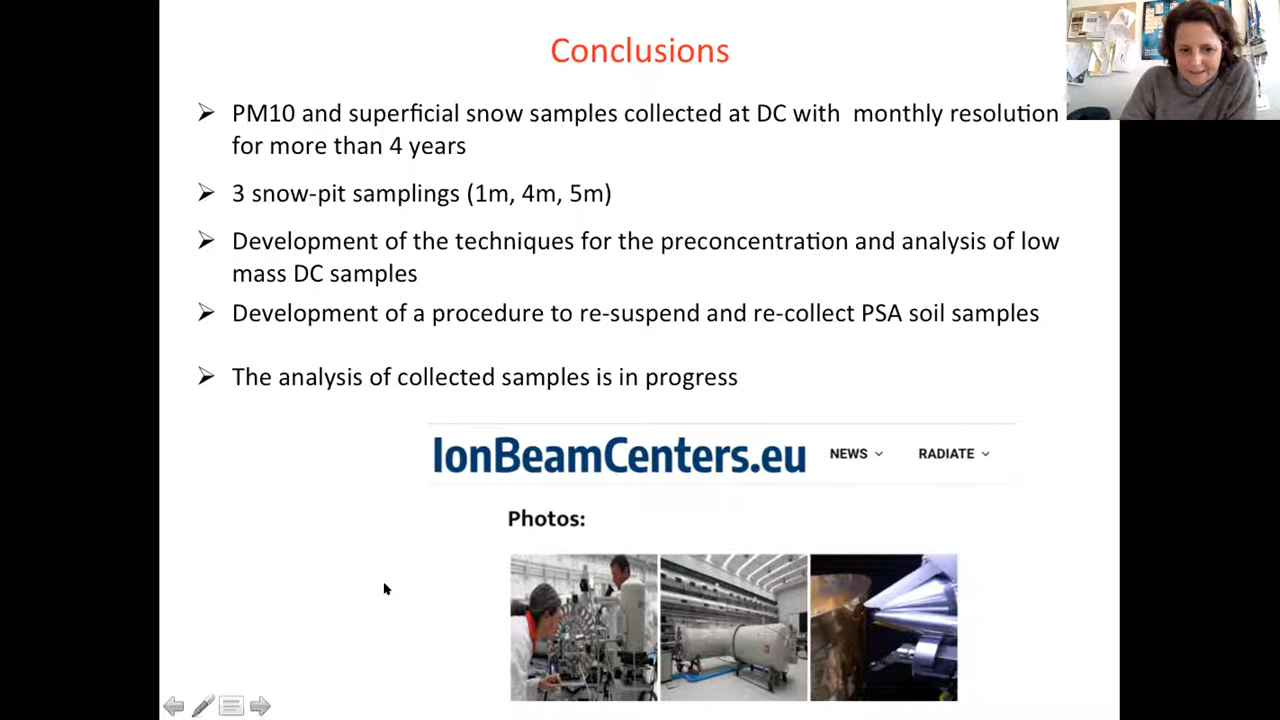 Conclusions
PM10 and superficial snow samples collected at DC with monthly resolution
for more than 4 years
3 snow-pit samplings (1m, 4m, 5m)
Development of the techniques for the preconcentration and analysis of low
mass DC samples
Development of a procedure to re-suspend and re-collect PSA soil samples
The analysis of collected samples is in progress
IonBeamCenters.eu NEWS RADIATE
Photos: